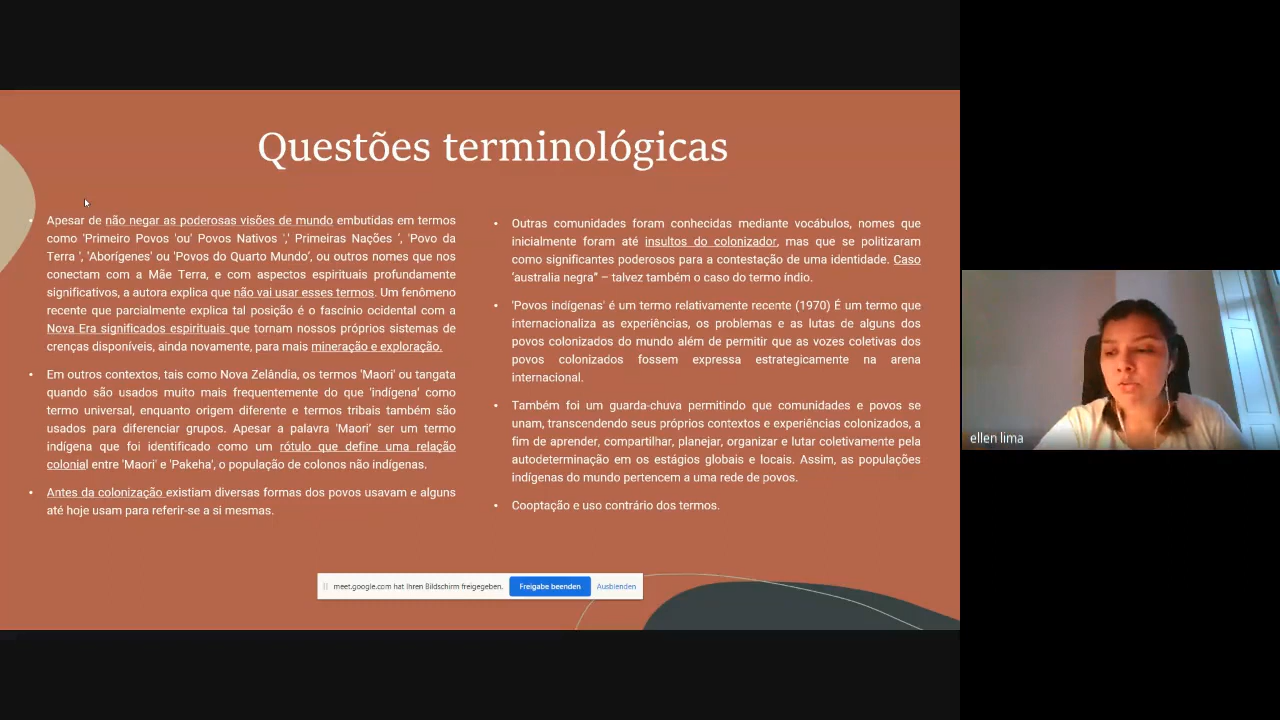 Questões terminológicas
• Apesar de não negar as poderosas visões de mundo embutidas em termos
como 'Primeiro Povos 'ou' Povos Nativos ',' Primeiras Nações ', 'Povo da
Terra ', 'Aborígenes' ou 'Povos do Quarto Mundo', ou outros nomes que nos
conectam com a Mãe Terra, e com aspectos espirituais profundamente
significativos, a autora explica que não vai usar esses termos. Um fenômeno
recente que parcialmente explica tal posição é o fascínio ocidental com a
Nova Era significados espirituais que tornam nossos próprios sistemas de
crenças disponíveis, ainda novamente, para mais mineração e exploração.
• Em outros contextos, tais como Nova Zelândia, os termos 'Maori' ou tangata
quando são usados muito mais frequentemente do que 'indígena' como
termo universal, enquanto origem diferente e termos tribais também são
usados para diferenciar grupos. Apesar a palavra 'Maori' ser um termo
indígena que foi identificado como um rótulo que define uma relação
colonial entre 'Maori' e 'Pakeha', o população de colonos não indígenas.
• Antes da colonização existiam diversas formas dos povos usavam e alguns
até hoje usam para referir-se a si mesmas.
• Outras comunidades foram conhecidas mediante vocábulos, nomes que
inicialmente foram até insultos do colonizador, mas que se politizaram
como significantes poderosos para a contestação de uma identidade. Caso
'australia negra" – talvez também o caso do termo índio.
• 'Povos indígenas' é um termo relativamente recente (1970) É um termo que
internacionaliza as experiências, os problemas e as lutas de alguns dos
povos colonizados do mundo além de permitir que as vozes coletivas dos
povos colonizados fossem expressa estrategicamente na arena
internacional.
• Também foi um guarda-chuva permitindo que comunidades e povos se
unam, transcendendo seus próprios contextos e experiências colonizados, a
fim de aprender, compartilhar, planejar, organizar e lutar coletivamente pela
autodeterminação em os estágios globais e locais. Assim, as populações
indígenas do mundo pertencem a uma rede de povos.
• Cooptação e uso contrário dos termos.
meet.google.com hat Ihren Bildschirm freigegeben. Freigabe beenden Ausblenden
ellen lima